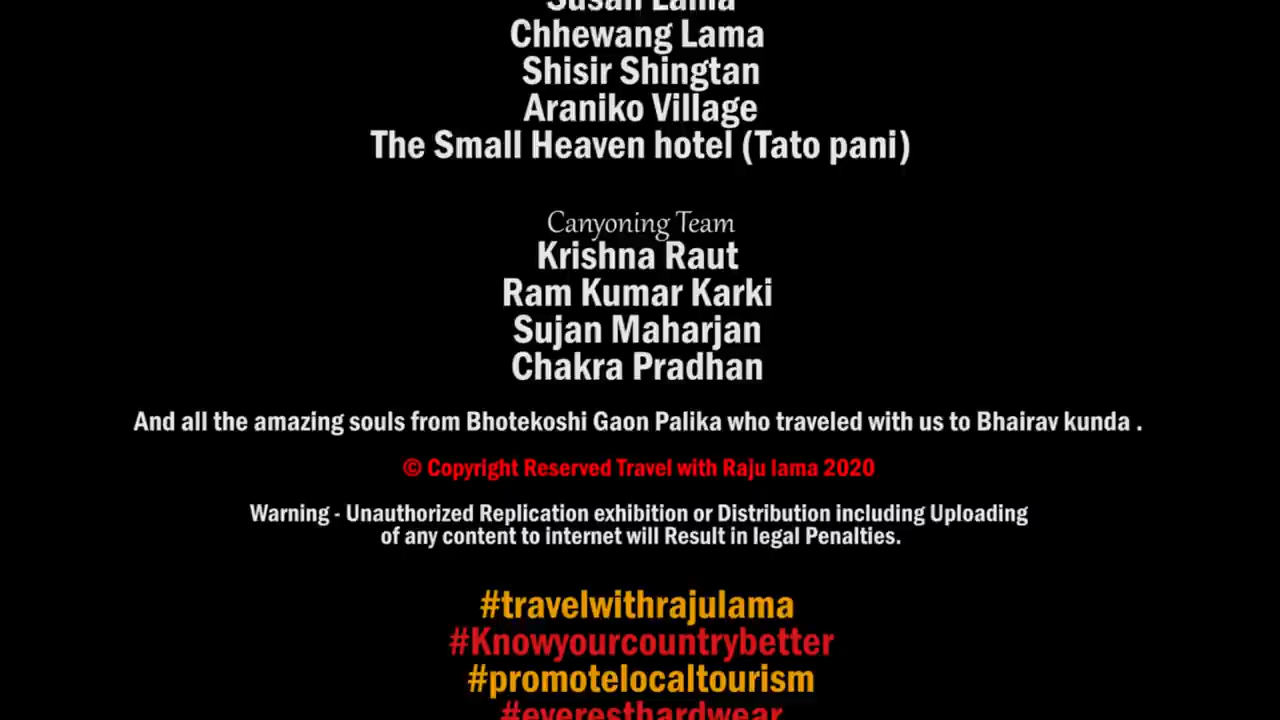 Susan Lama
Chhewang Lama
Shisir Shingtan
Araniko Village
The Small Heaven hotel (Tato pani)
Canyoning Team
Krishna Raut
Ram Kumar Karki
Sujan Maharjan
Chakra Pradhan
And all the amazing souls from Bhotekoshi Gaon Palika who traveled with us to Bhairav kunda .
© Copyright Reserved Travel with Raju lama 2020
Warning - Unauthorized Replication exhibition or Distribution including Uploading
of any content to internet will Result in legal Penalties.
#travelwithrajulama
#Knowyourcountrybetter
#promotelocaltourism
#everesthardwear